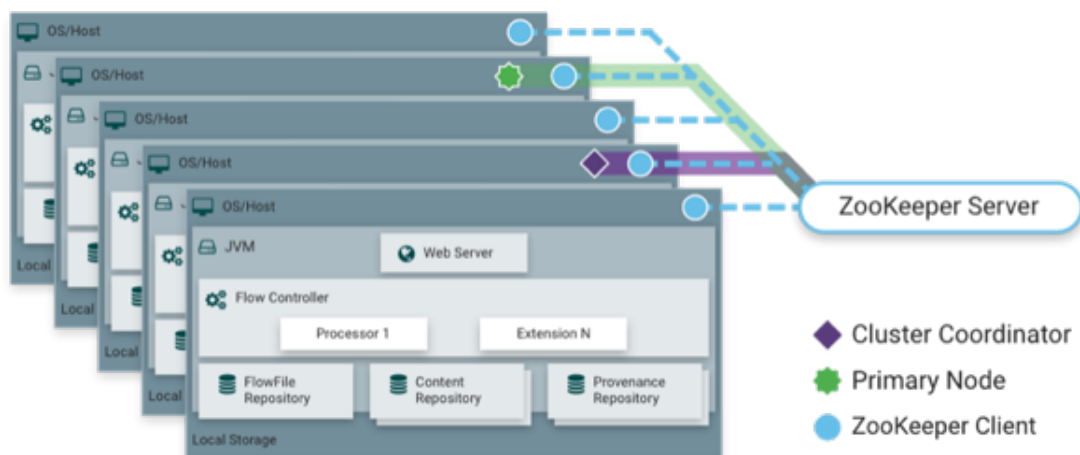 OS/Host
OS/Host
OS/Host
OS/Host
OS/Host
ZooKeeper Server
JVM
Web Server
Flow Controller
Processor 1
Extension N
FlowFile
Repository
Content
Repository
Provenance
Repository
Local
Local
Local
Local
Local Storage
Cluster Coordinator
Primary Node
ZooKeeper Client